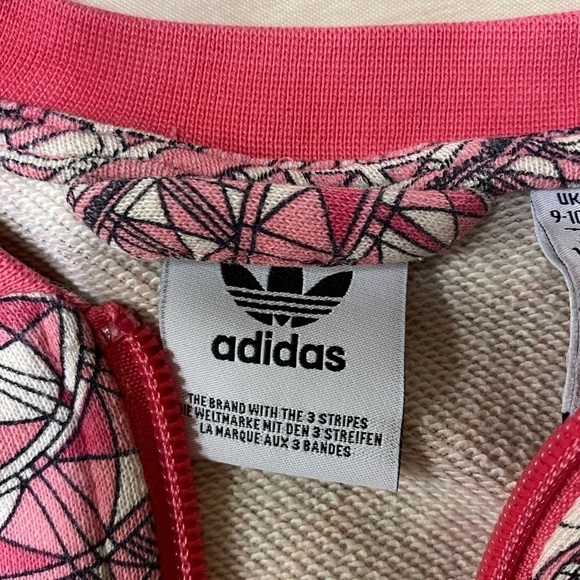 adidas
THE BRAND WITH THE 3 STRIPES
DIE WELTMARKE MIT DEN 3 STREIFEN
LA MARQUE AUX 3 BANDES
UK
9-10